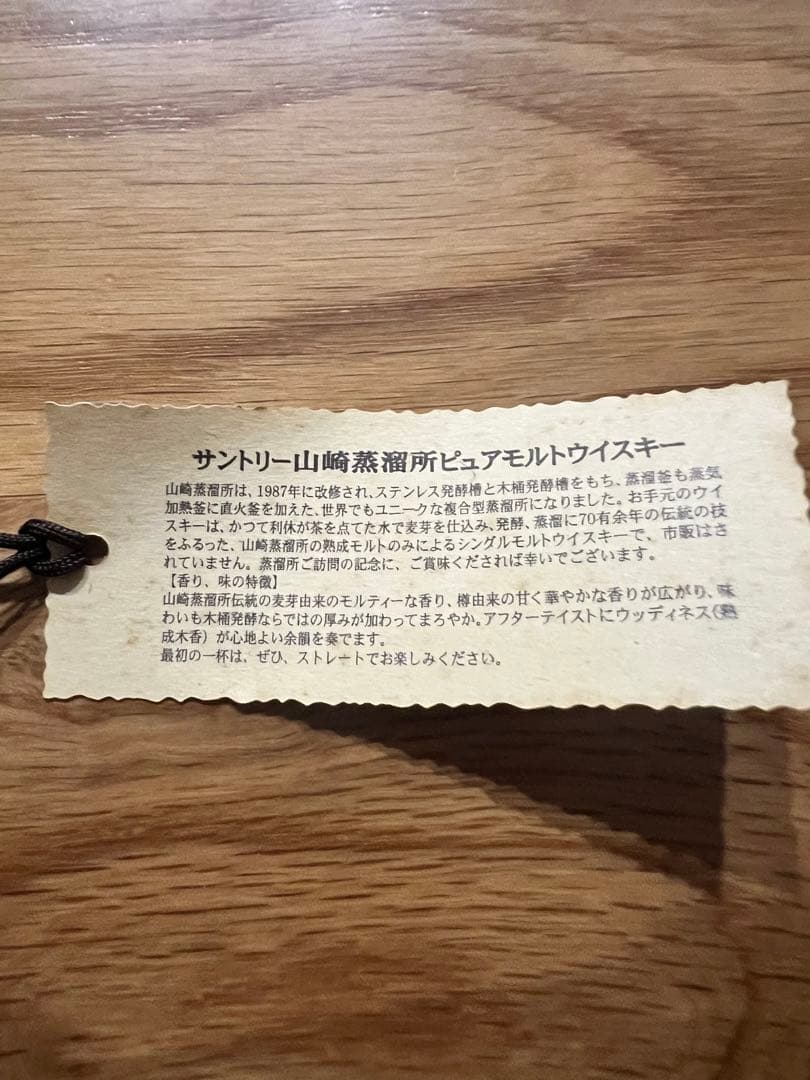 サントリー山崎蒸溜所ピュアモルトウイスキー
山崎蒸溜所は、1987年に改修され、ステンレス発酵槽と木桶発酵槽をもち、蒸溜釜も蒸気
加熱釜に直火釜を加えた、世界でもユニークな複合型蒸溜所になりました。お手元のウイ
スキーは、かつて利休が茶を点てた水で麦芽を仕込み、発酵、蒸溜に70有余年の伝統の技
をふるった、山崎蒸溜所の熟成モルトのみによるシングルモルトウイスキーで、市販はさ
れていません。蒸溜所ご訪問の記念に、ご賞味くだされば幸いでございます。
【香り、味の特徴】
山崎蒸溜所伝統の麦芽由来のモルティーな香り、樽由来の甘く華やかな香りが広がり、味
わいも木桶発酵ならではの厚みが加わってまろやか。アフターテイストにウッディネス(熟
成木香)が心地よい余韻を奏でます。
最初の一杯は、ぜひ、ストレートでお楽しみください。